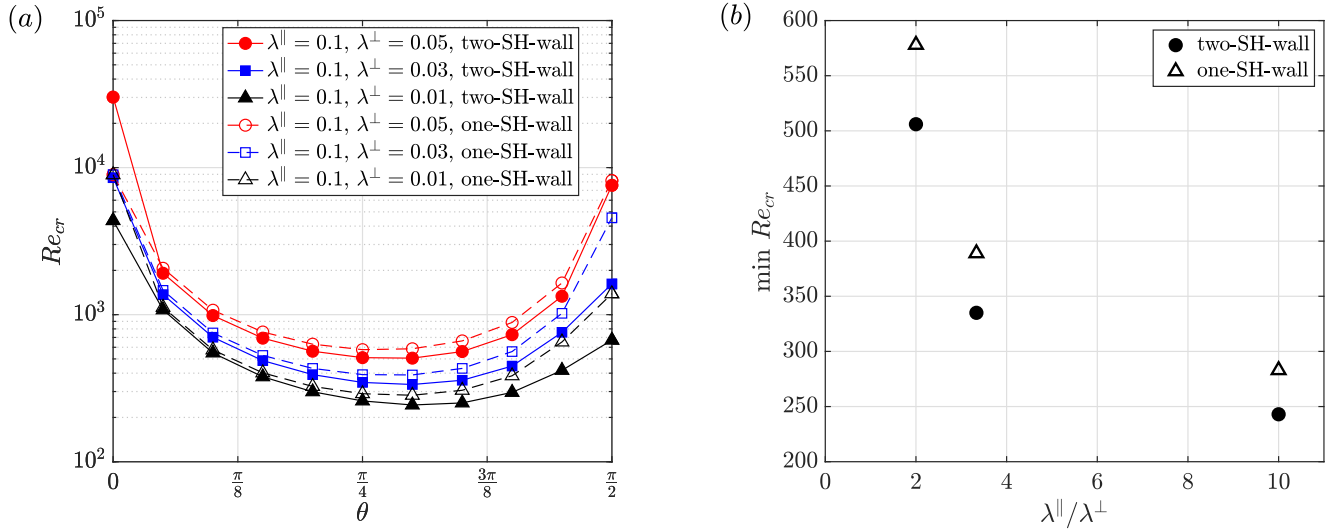 (a)
10^5
10^4
10^3
10^2
Re_{cr}
λ^∥ = 0.1, λ^⊥ = 0.05, two-SH-wall
λ^∥ = 0.1, λ^⊥ = 0.03, two-SH-wall
λ^∥ = 0.1, λ^⊥ = 0.01, two-SH-wall
λ^∥ = 0.1, λ^⊥ = 0.05, one-SH-wall
λ^∥ = 0.1, λ^⊥ = 0.03, one-SH-wall
λ^∥ = 0.1, λ^⊥ = 0.01, one-SH-wall
0 π/8 π/4 3π/8 π/2
θ
(b)
600
550
500
450
400
350
300
250
200
min Re_{cr}
two-SH-wall
one-SH-wall
0 2 4 6 8 10
λ^∥/λ^⊥